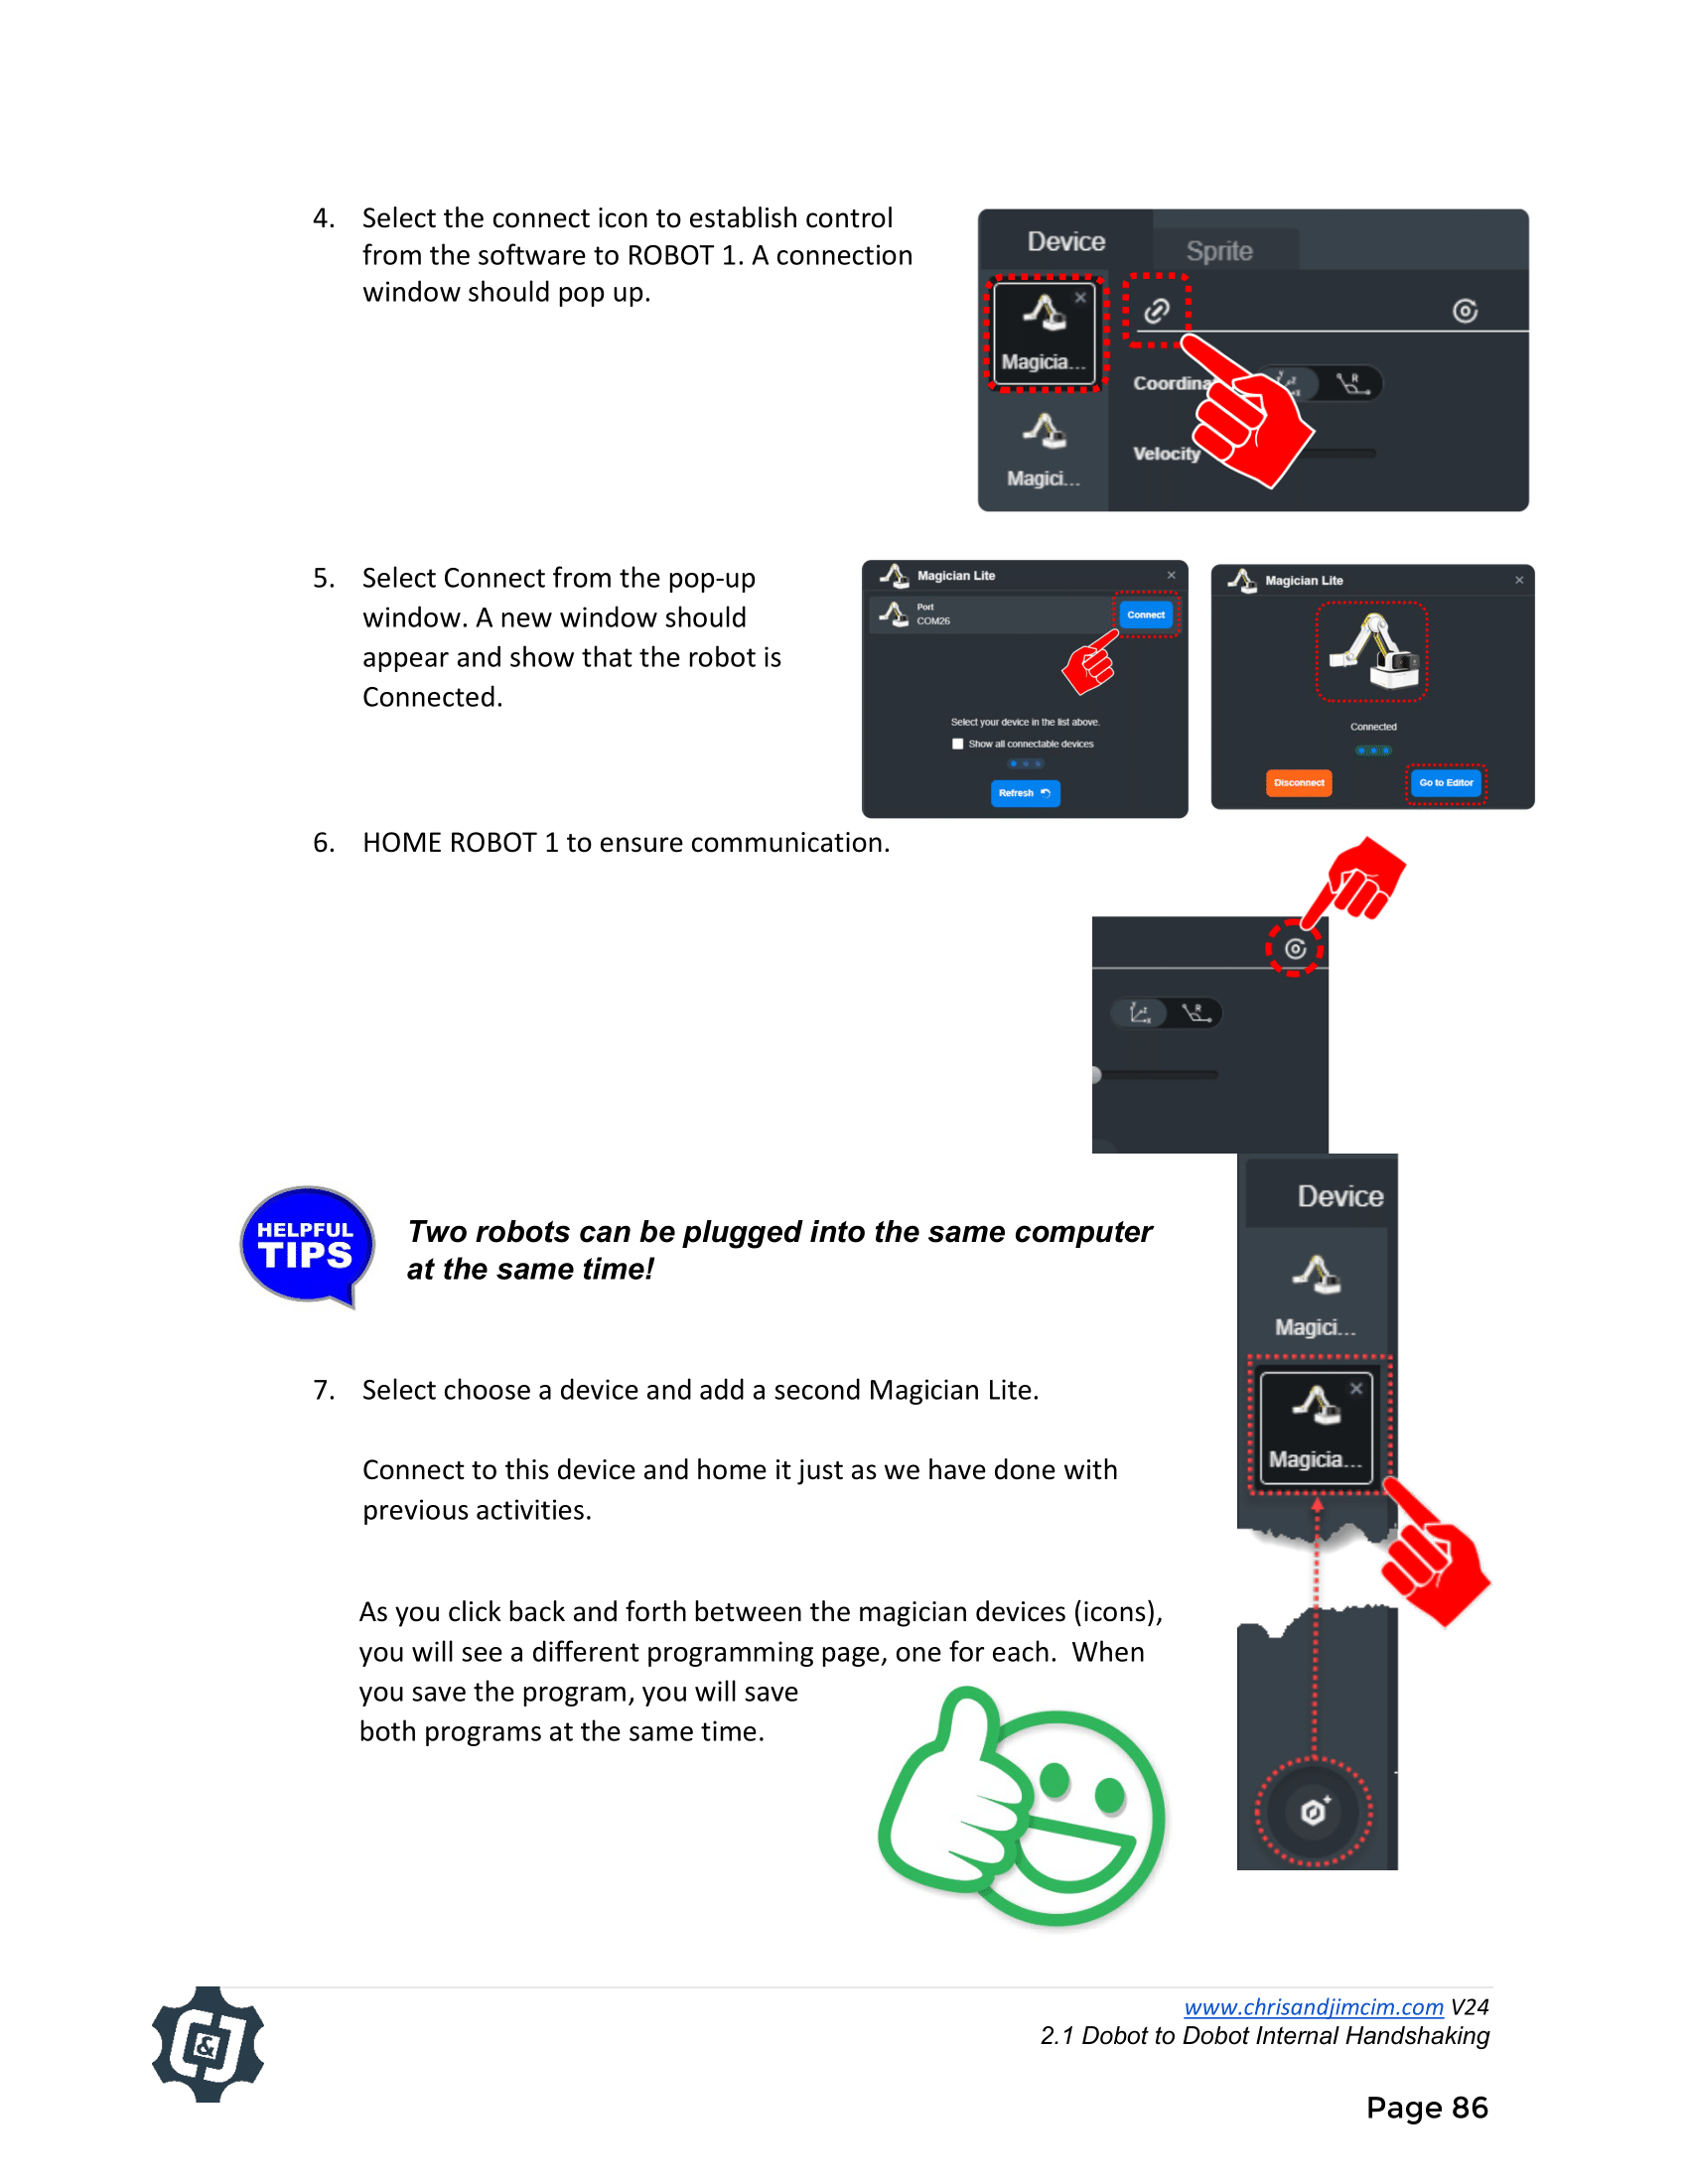 4. Select the connect icon to establish control
from the software to ROBOT 1. A connection
window should pop up.
Device
Sprite
Magicia...
Coordina
Velocity
Magici...
5. Select Connect from the pop-up
window. A new window should
appear and show that the robot is
Connected.
Magician Lite
Port
COM26
Connect
Select your device in the list above.
Show all connectable devices
Refresh
Magician Lite
Connected
Disconnect
Go to Editor
6. HOME ROBOT 1 to ensure communication.
Y
Z
X
R
HELPFUL
TIPS
Two robots can be plugged into the same computer
at the same time!
Device
Magici...
Magicia...
7. Select choose a device and add a second Magician Lite.
Connect to this device and home it just as we have done with
previous activities.
As you click back and forth between the magician devices (icons),
you will see a different programming page, one for each.  When
you save the program, you will save
both programs at the same time.
C&J
www.chrisandjimcim.com V24
2.1 Dobot to Dobot Internal Handshaking
Page 86